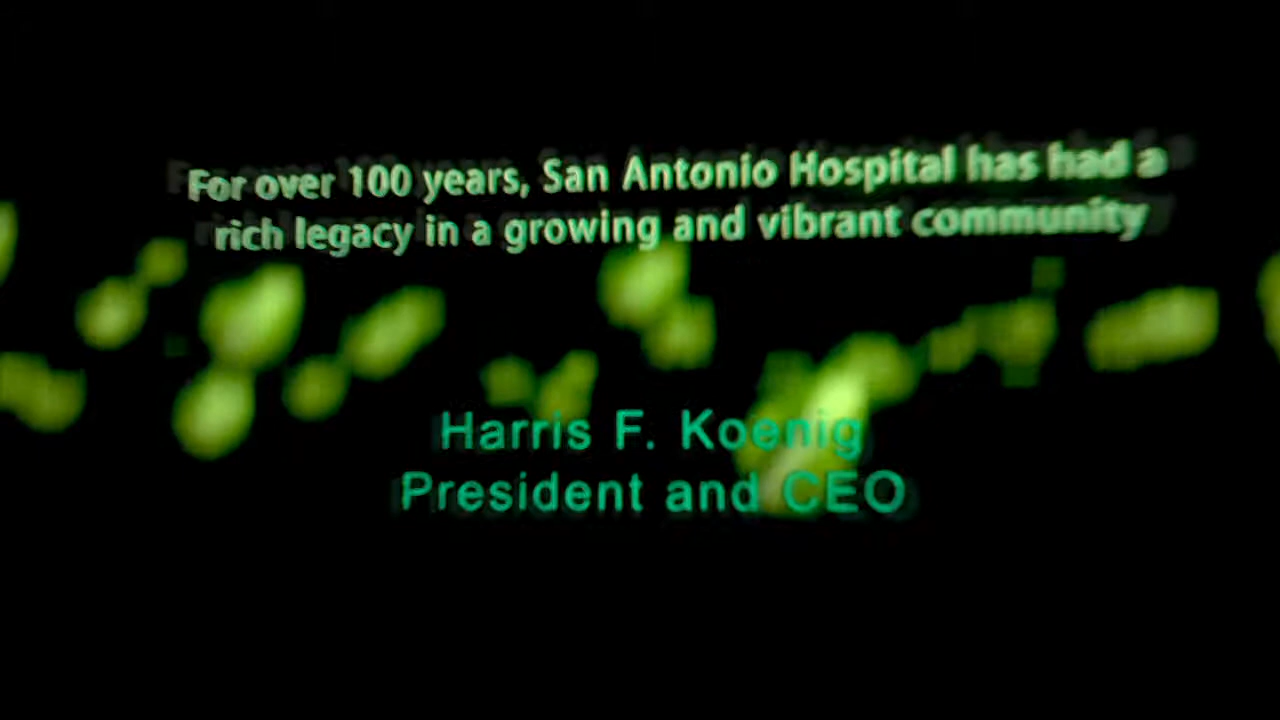 For over 100 years, San Antonio Hospital has had a
rich legacy in a growing and vibrant community
Harris F. Koenig
President and CEO